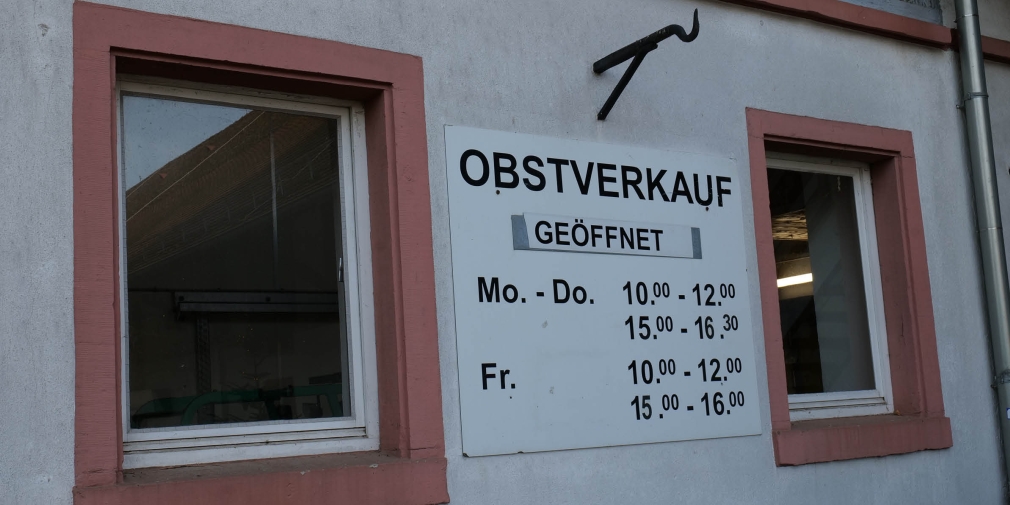 OBSTVERKAUF
GEÖFFNET
Mo. - Do. 10.00 - 12.00
15.00 - 16.30
Fr. 10.00 - 12.00
15.00 - 16.00